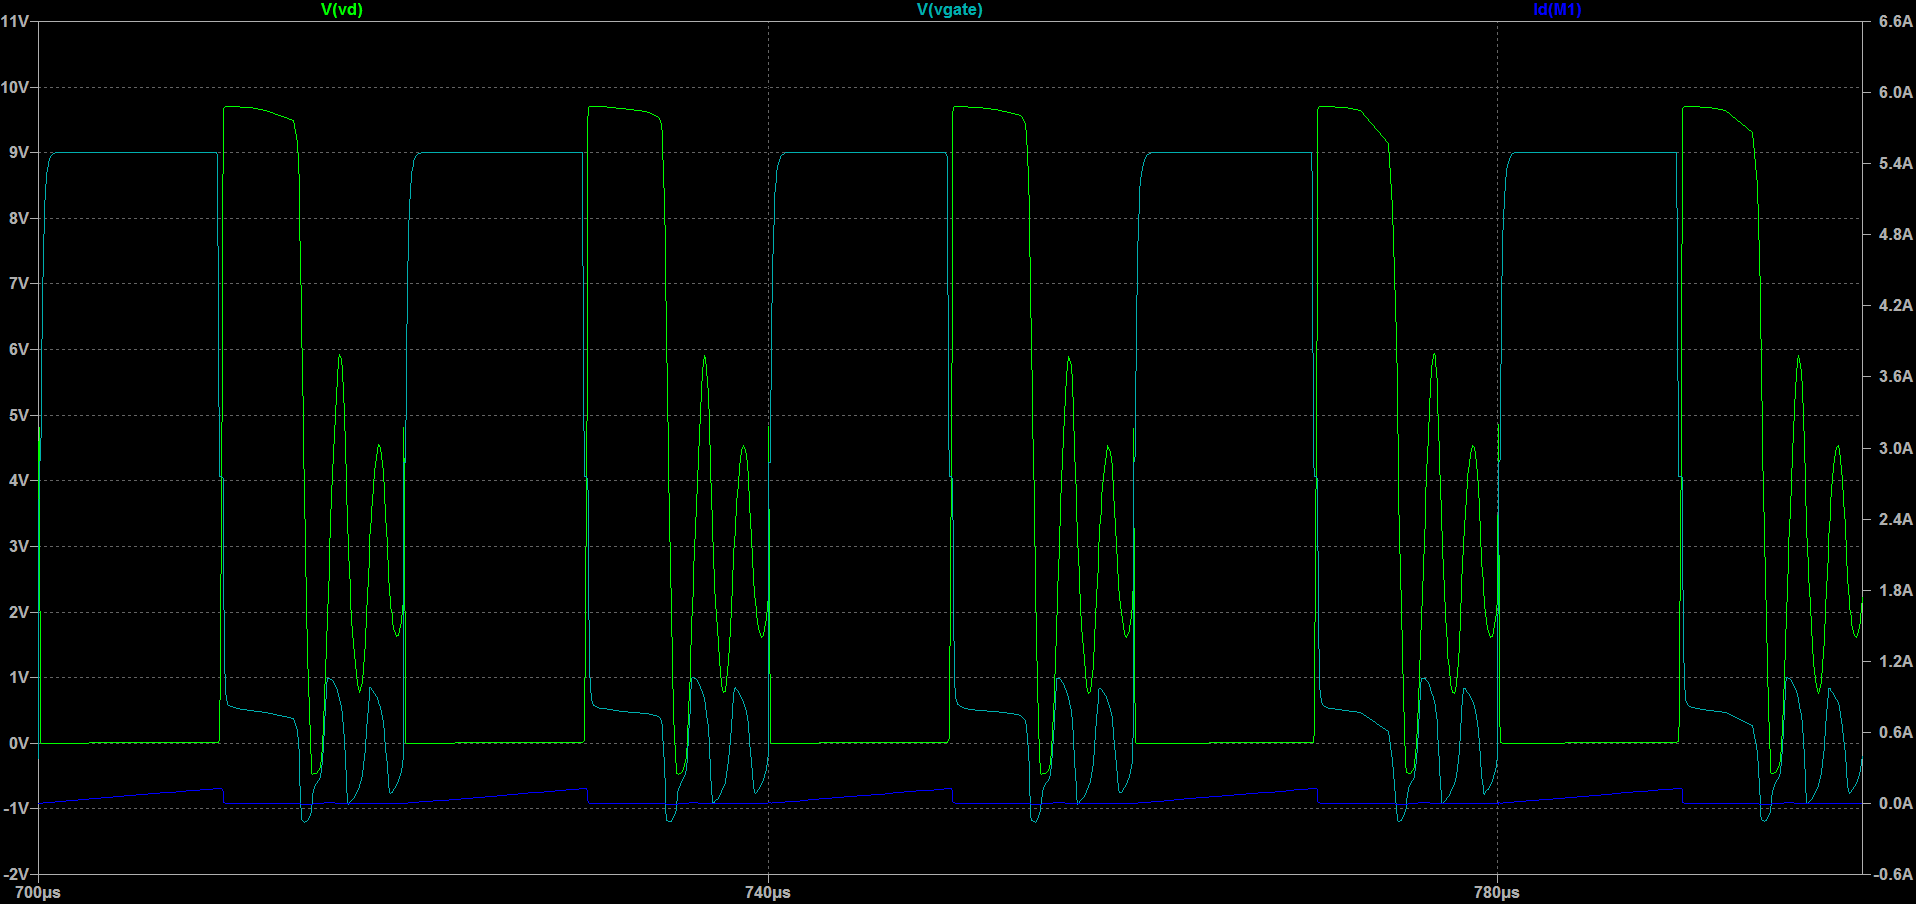 V(vd) V(vgate) Id(M1)
11V 6.6A
10V 6.0A
9V 5.4A
8V 4.8A
7V 4.2A
6V 3.6A
5V 3.0A
4V 2.4A
3V 1.8A
2V 1.2A
1V 0.6A
0V 0.0A
-1V -0.6A
-2V
700µs 740µs 780µs